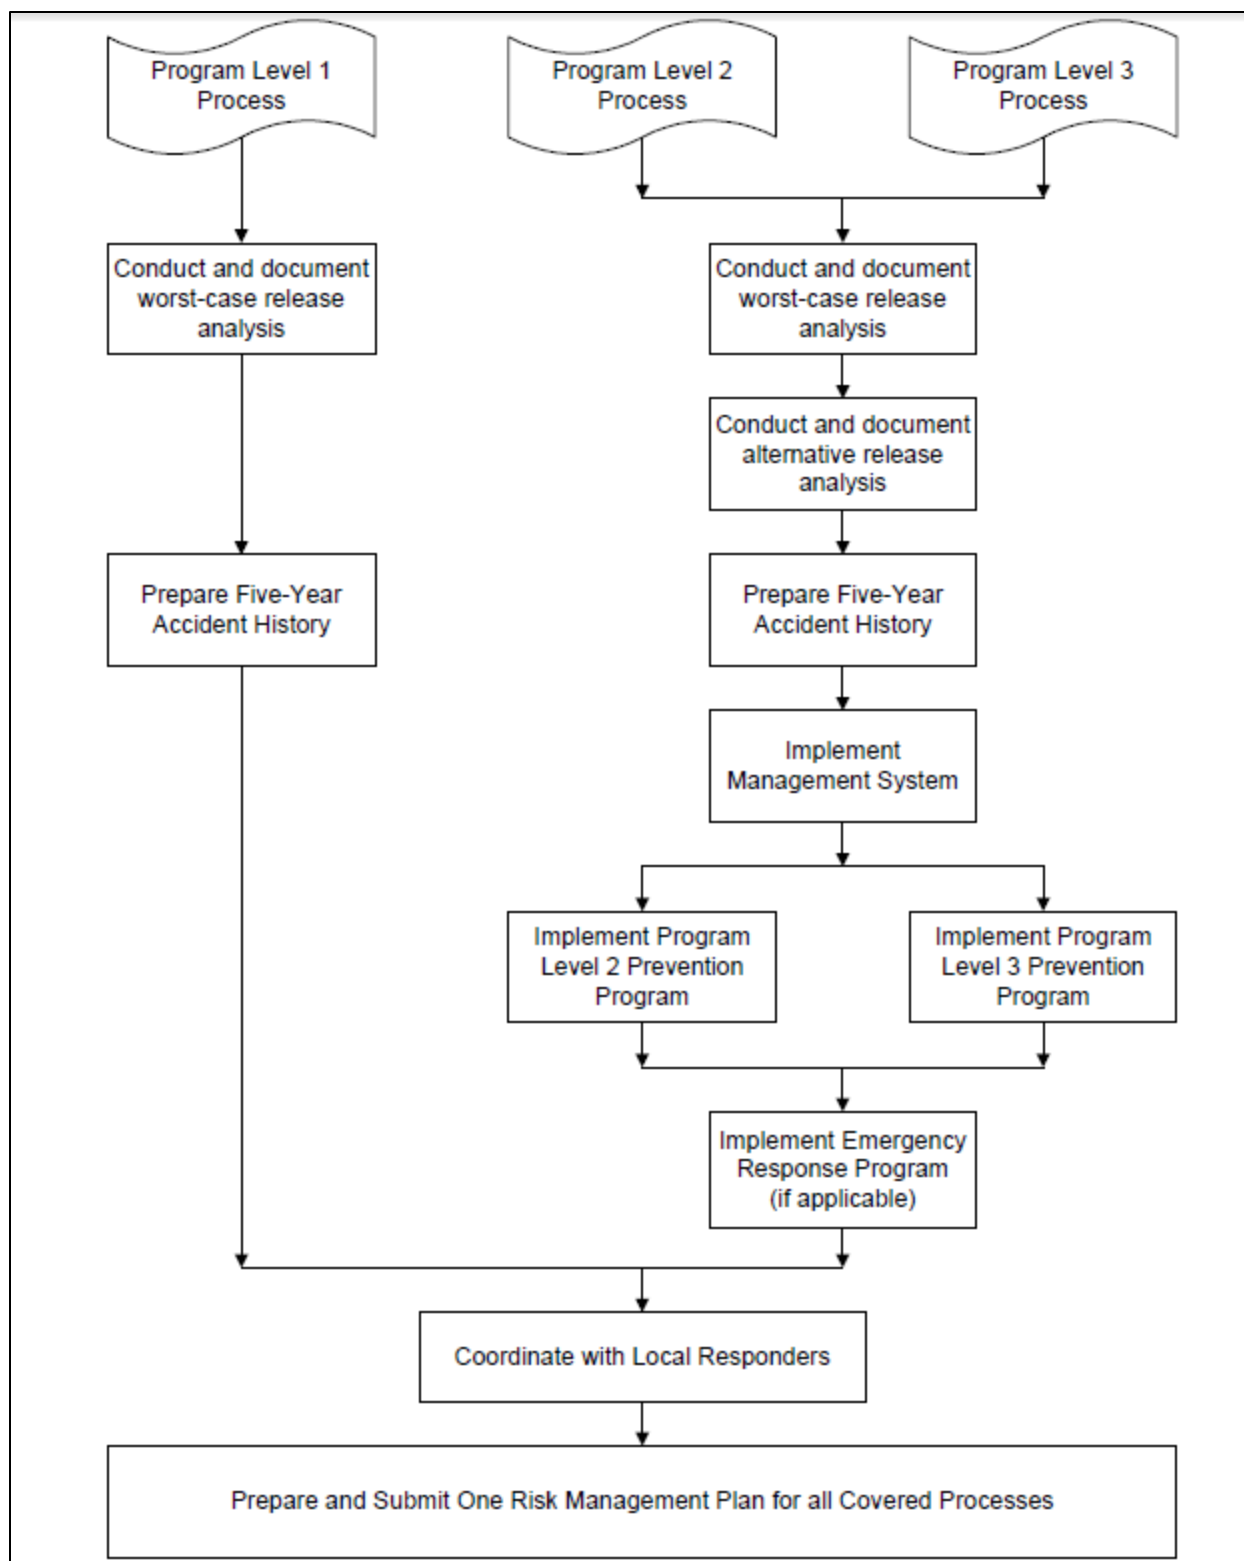 Program Level 1
Process
Program Level 2
Process
Program Level 3
Process
Conduct and document
worst-case release
analysis
Conduct and document
worst-case release
analysis
Conduct and document
alternative release
analysis
Prepare Five-Year
Accident History
Prepare Five-Year
Accident History
Implement
Management System
Implement Program
Level 2 Prevention
Program
Implement Program
Level 3 Prevention
Program
Implement Emergency
Response Program
(if applicable)
Coordinate with Local Responders
Prepare and Submit One Risk Management Plan for all Covered Processes